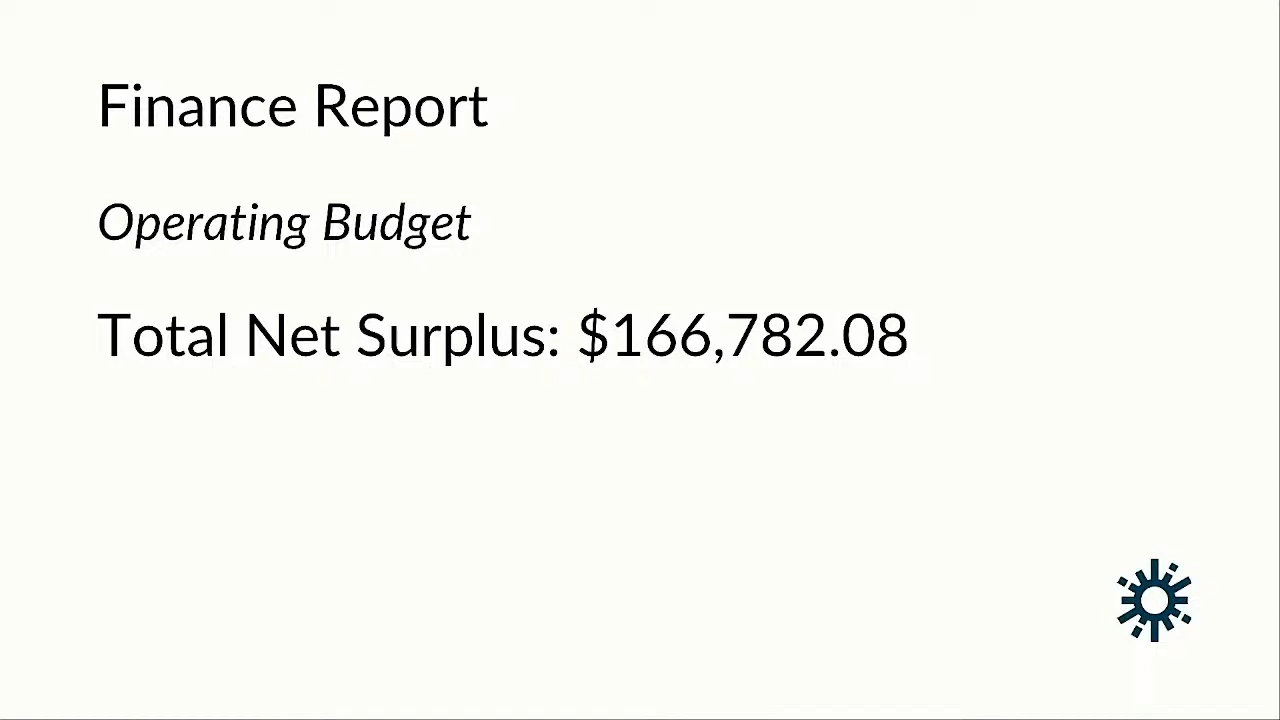 Finance Report
Operating Budget
Total Net Surplus: $166,782.08